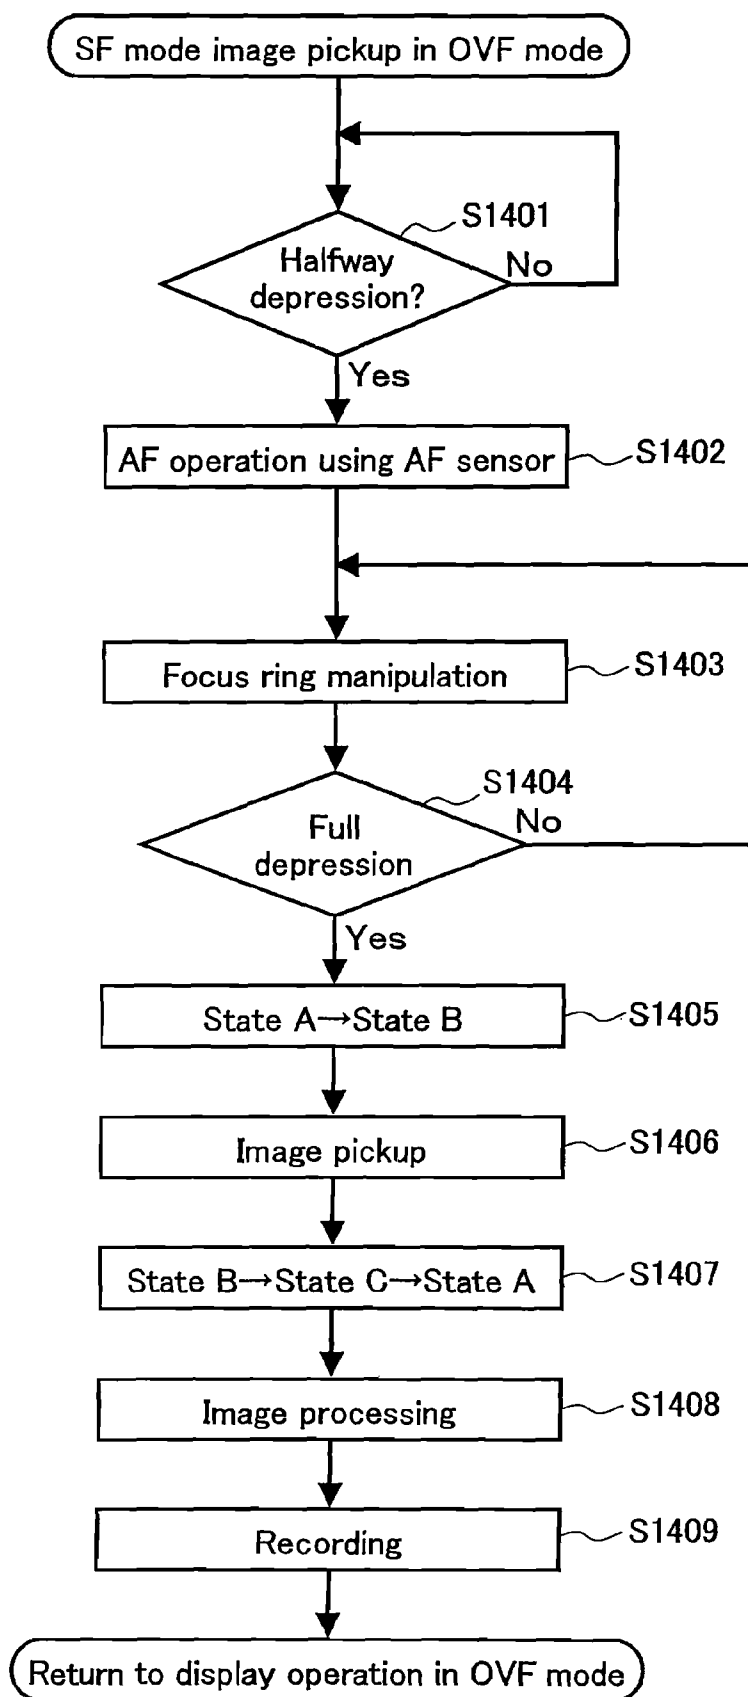 SF mode image pickup in OVF mode
S1401
Halfway
depression?
No
Yes
AF operation using AF sensor
S1402
Focus ring manipulation
S1403
S1404
Full
depression
No
Yes
State A→State B
S1405
Image pickup
S1406
State B→State C→State A
S1407
Image processing
S1408
Recording
S1409
Return to display operation in OVF mode